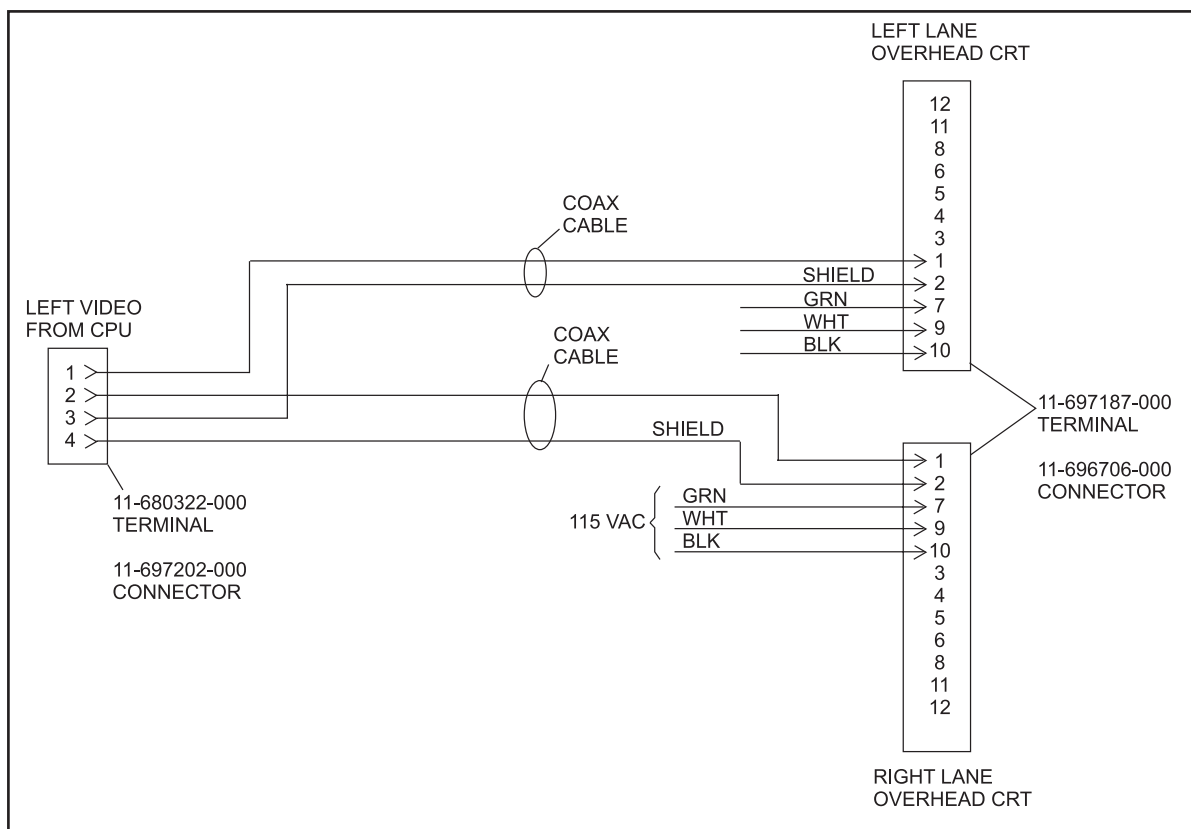 LEFT LANE
OVERHEAD CRT
12
11
8
6
5
4
3
1
2
7
9
10
COAX
CABLE
SHIELD
GRN
WHT
BLK
LEFT VIDEO
FROM CPU
1
2
3
4
COAX
CABLE
SHIELD
11-680322-000
TERMINAL
11-697202-000
CONNECTOR
115 VAC
GRN
WHT
BLK
1
2
7
9
10
3
4
5
6
8
11
12
11-697187-000
TERMINAL
11-696706-000
CONNECTOR
RIGHT LANE
OVERHEAD CRT